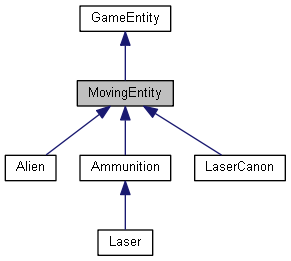 GameEntity
MovingEntity
Alien
Ammunition
LaserCanon
Laser